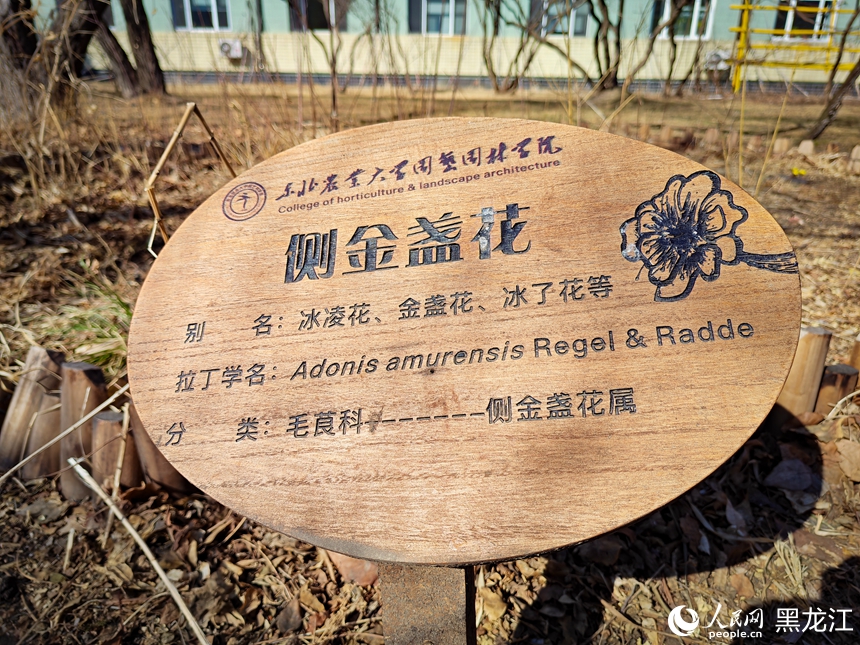 东北农业大学园艺园林学院
College of horticulture & landscape architecture
侧金盏花
别 名：冰凌花、金盏花、冰了花等
拉丁学名：Adonis amurensis Regel & Radde
分 类：毛茛科-------侧金盏花属
人民网 黑龙江
people.cn